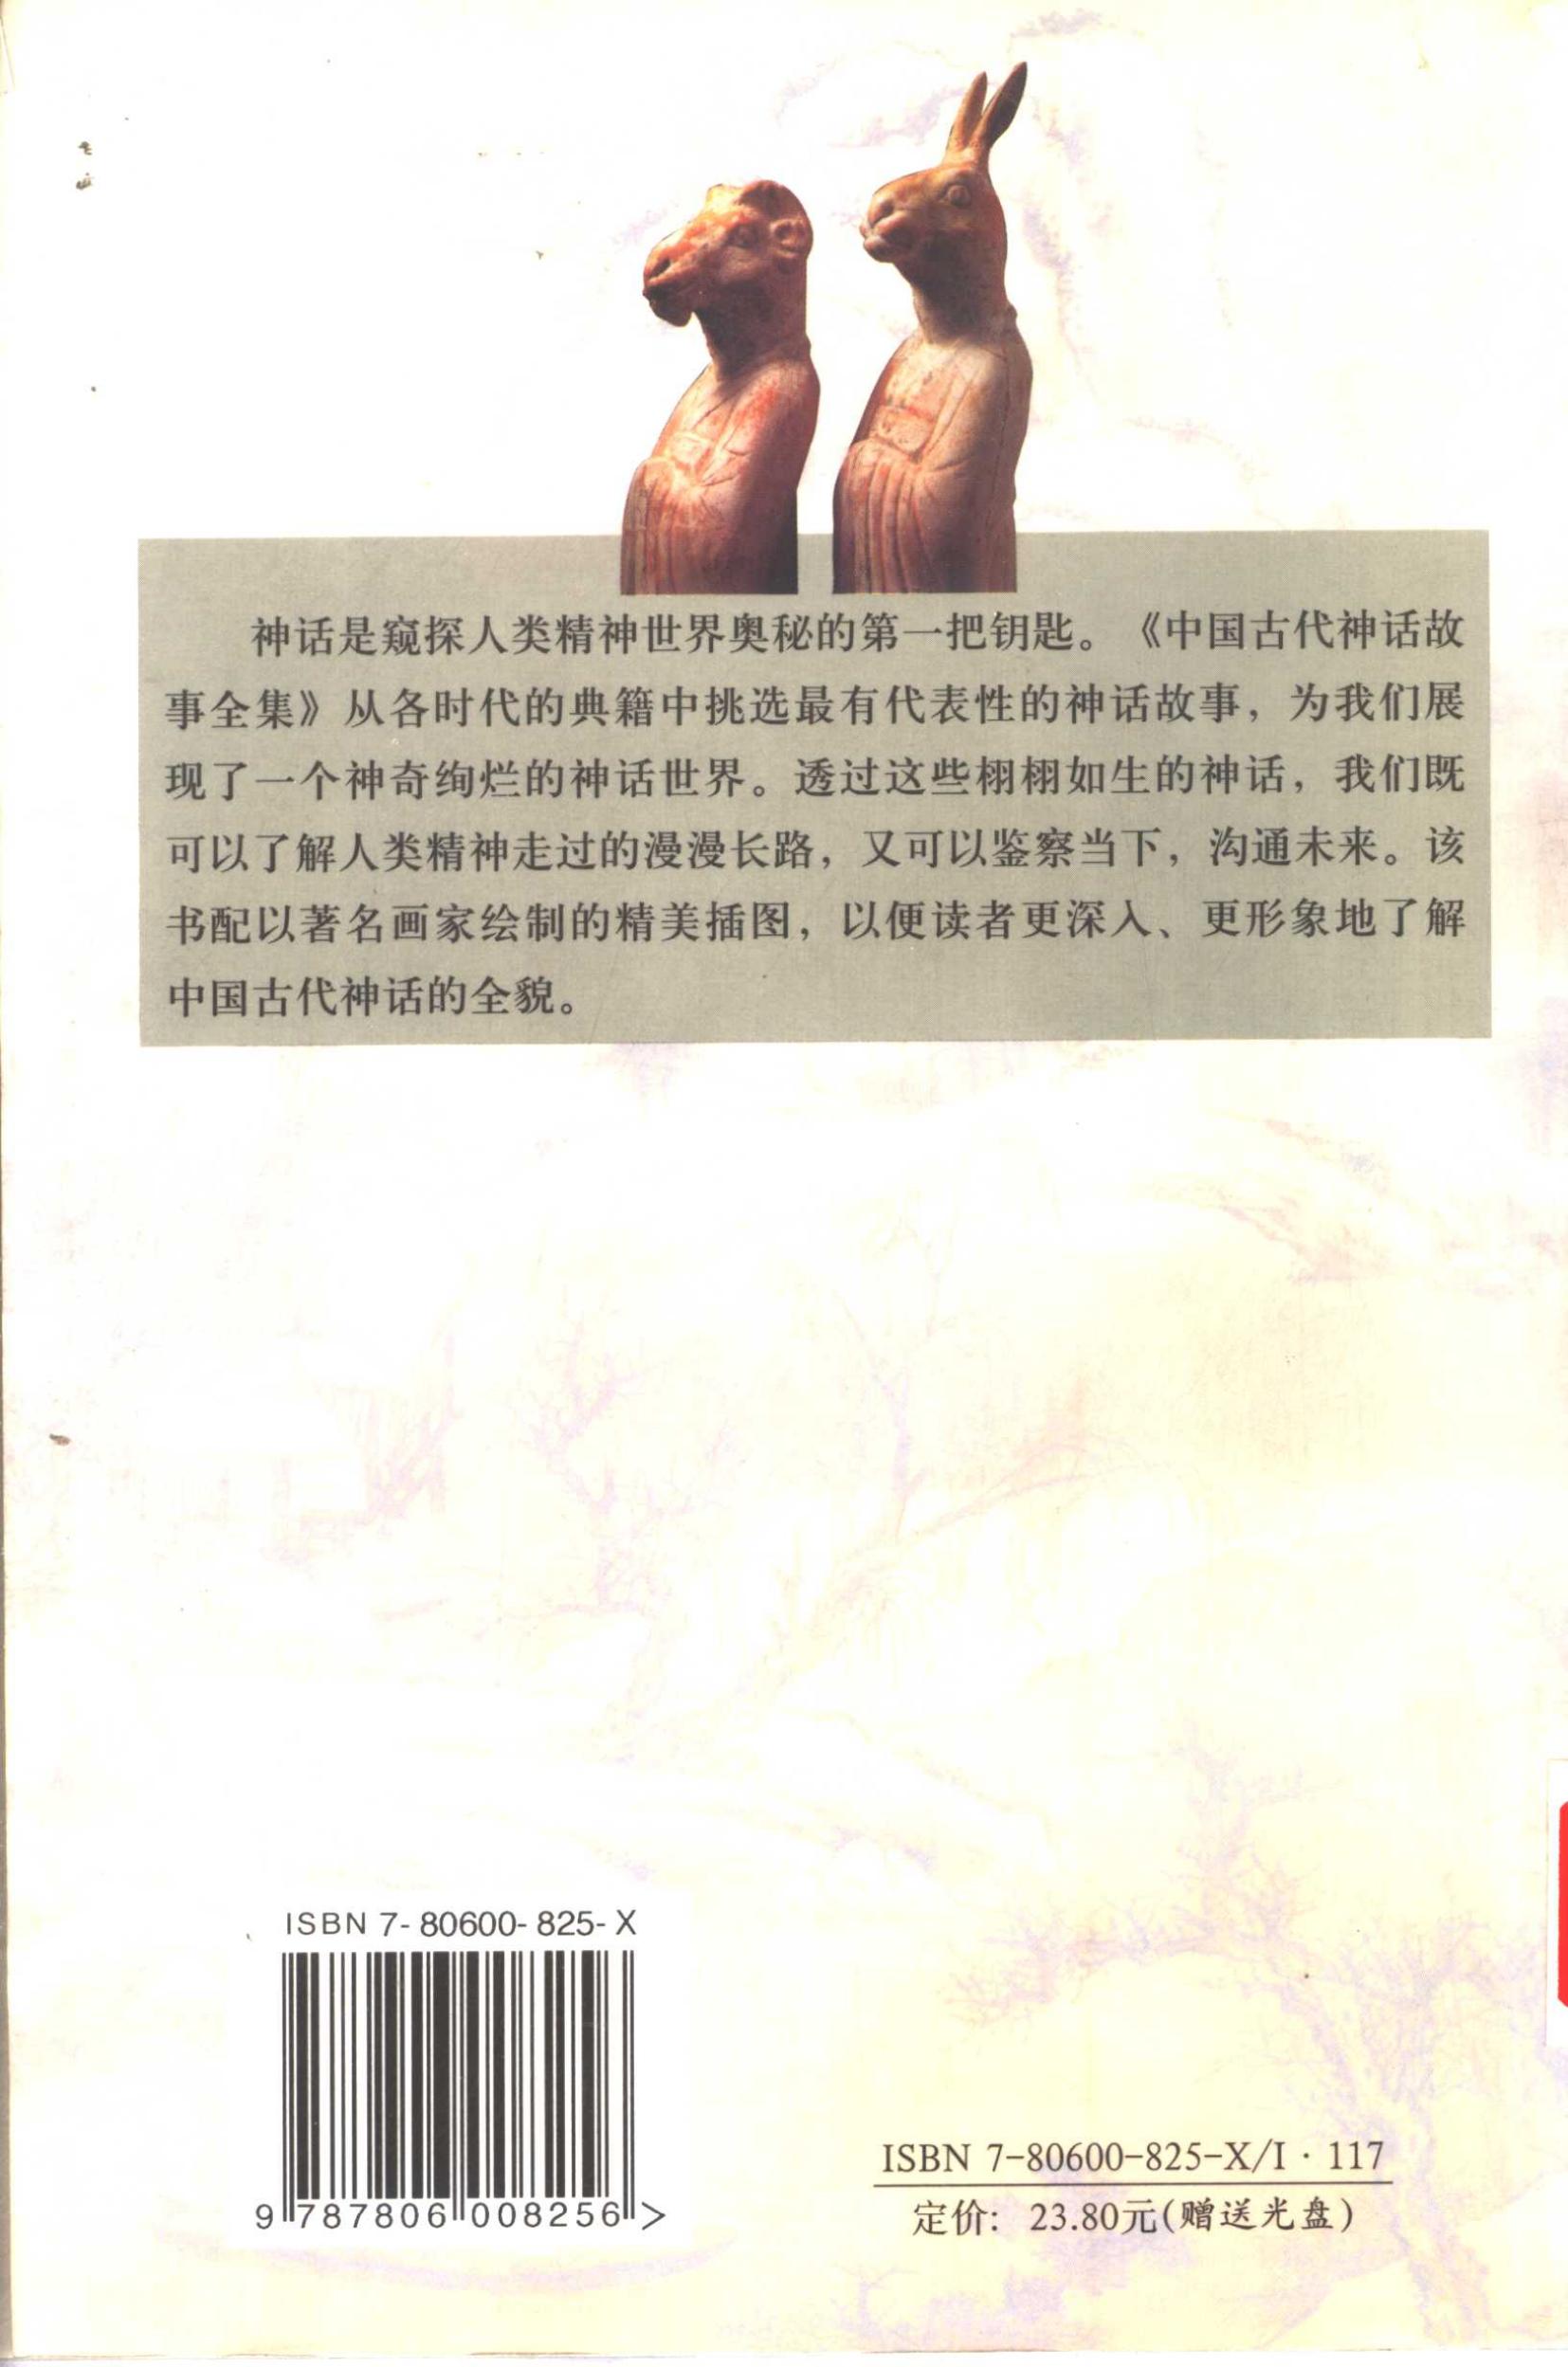 神话是窥探人类精神世界奥秘的第一把钥匙。《中国古代神话故
事全集》从各时代的典籍中挑选最有代表性的神话故事，为我们展
现了一个神奇绚烂的神话世界。透过这些栩栩如生的神话，我们既
可以了解人类精神走过的漫漫长路，又可以鉴察当下，沟通未来。该
书配以著名画家绘制的精美插图，以便读者更深入、更形象地了解
中国古代神话的全貌。
ISBN 7-80600-825-X
9 787806 008256 >
ISBN 7-80600-825-X/I·117
定价：23.80元(赠送光盘)